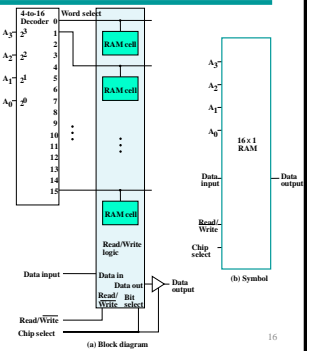 4-to-16
Decoder
Word select
A3 2^3
A2 2^2
A1 2^1
A0 2^0
0
1
2
3
4
5
6
7
8
9
10
11
12
13
14
15
RAM cell
RAM cell
RAM cell
Read/Write
logic
Data input
Data in
Data out
Data
output
Read/
Write
Bit
select
Read/Write
Chip select
(a) Block diagram
A3
A2
A1
A0
16 x 1
RAM
Data
input
Data
output
Read/
Write
Chip
select
(b) Symbol
16